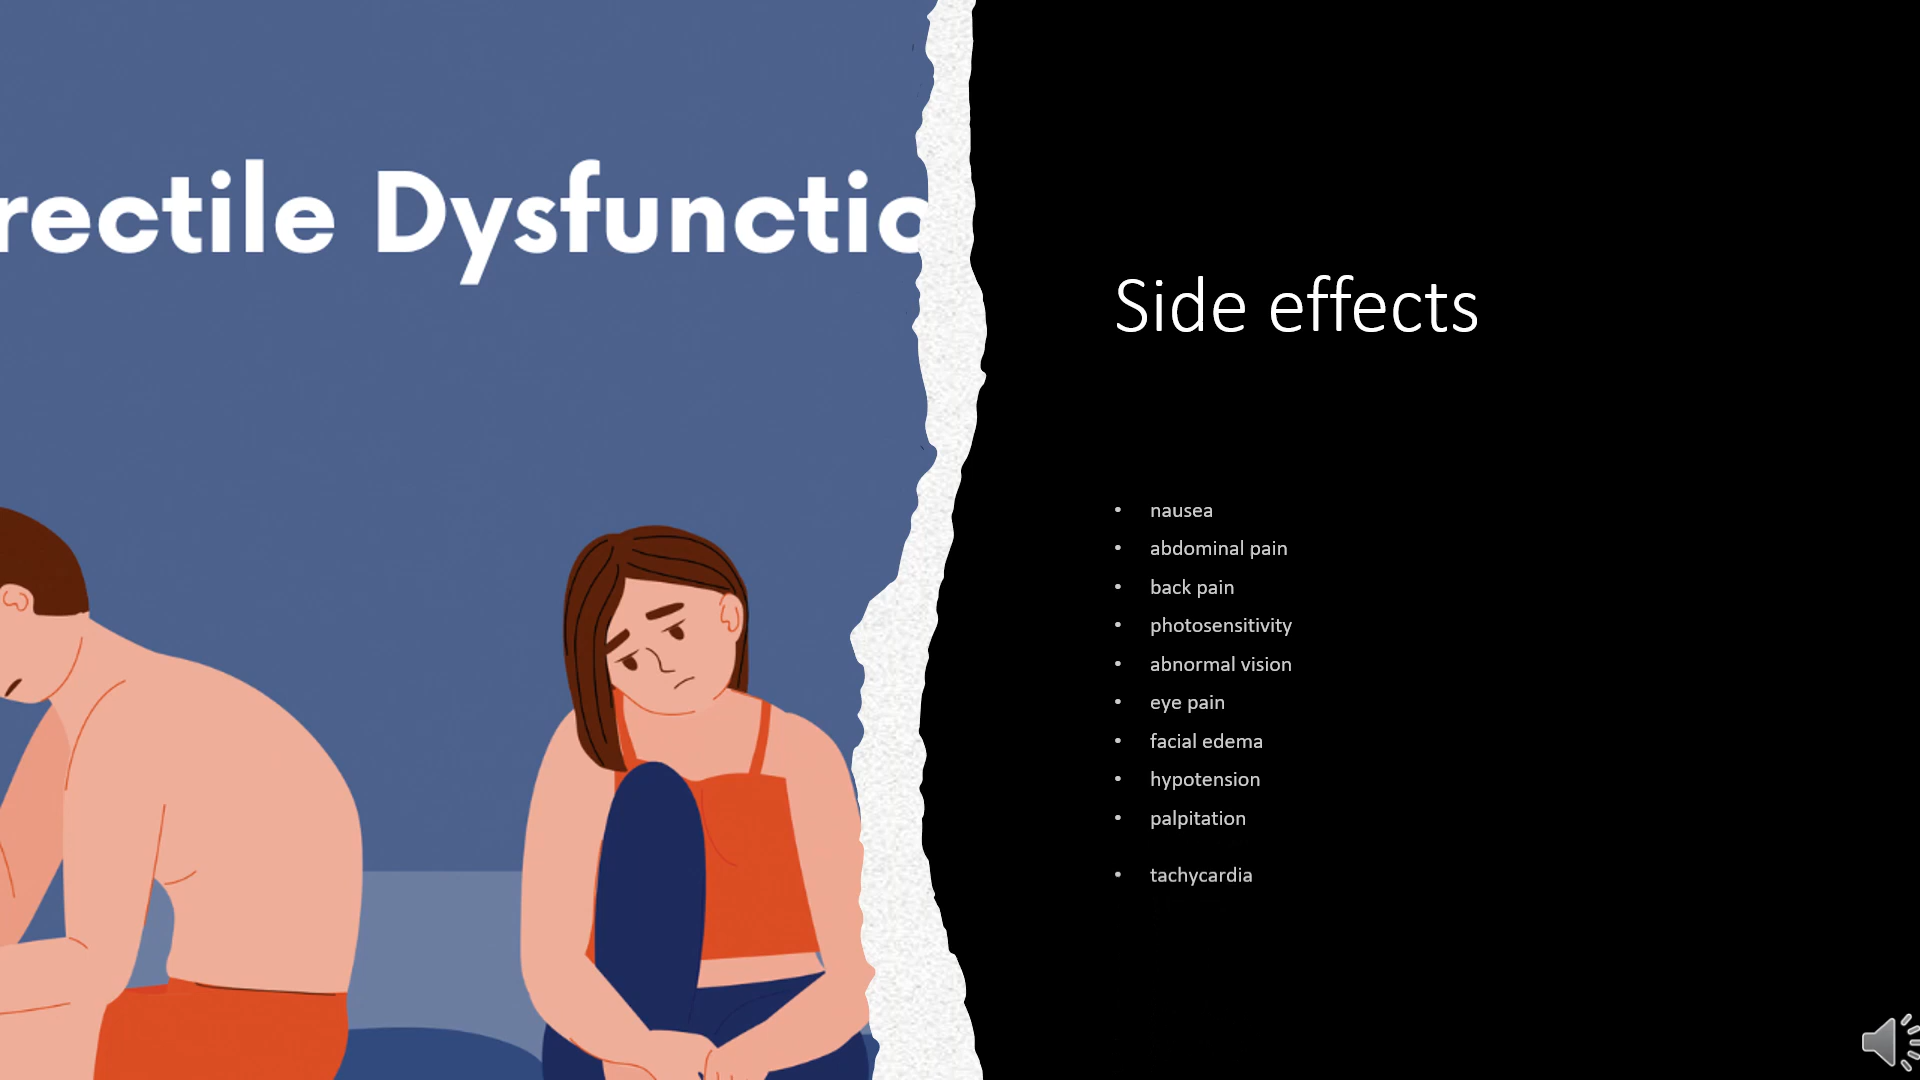 rectile Dysfunctio
Side effects
• nausea
• abdominal pain
• back pain
• photosensitivity
• abnormal vision
• eye pain
• facial edema
• hypotension
• palpitation
• tachycardia